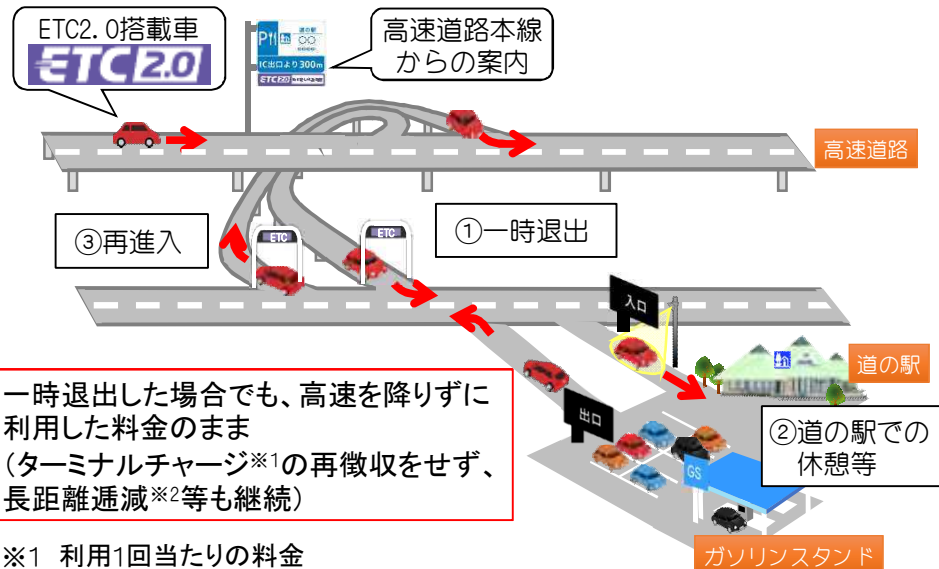 ETC2.0搭載車
ETC 2.0
P
道の駅
○○
IC出口より300m
ETC2.0
高速道路本線
からの案内
高速道路
③再進入
ETC
ETC
①一時退出
入口
道の駅
一時退出した場合でも、高速を降りずに
利用した料金のまま
(ターミナルチャージ※1の再徴収をせず、
長距離逓減※2等も継続)
出口
②道の駅での
休憩等
GS
※1 利用1回当たりの料金
ガソリンスタンド